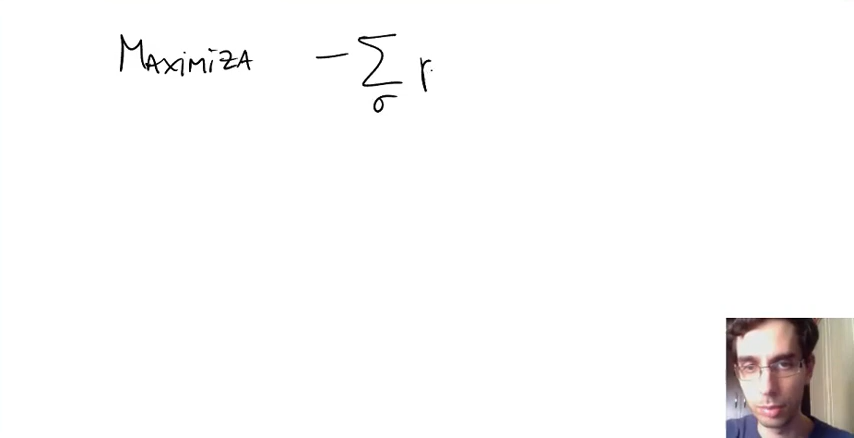 MAXIMIZA - ∑ p
σ